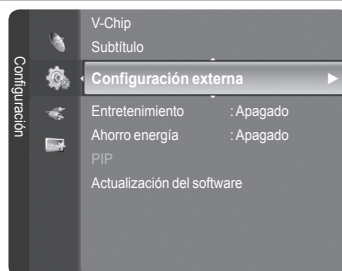 Configuración
V-Chip
Subtítulo
Configuración externa
Entretenimiento : Apagado
Ahorro energía : Apagado
PIP
Actualización del software